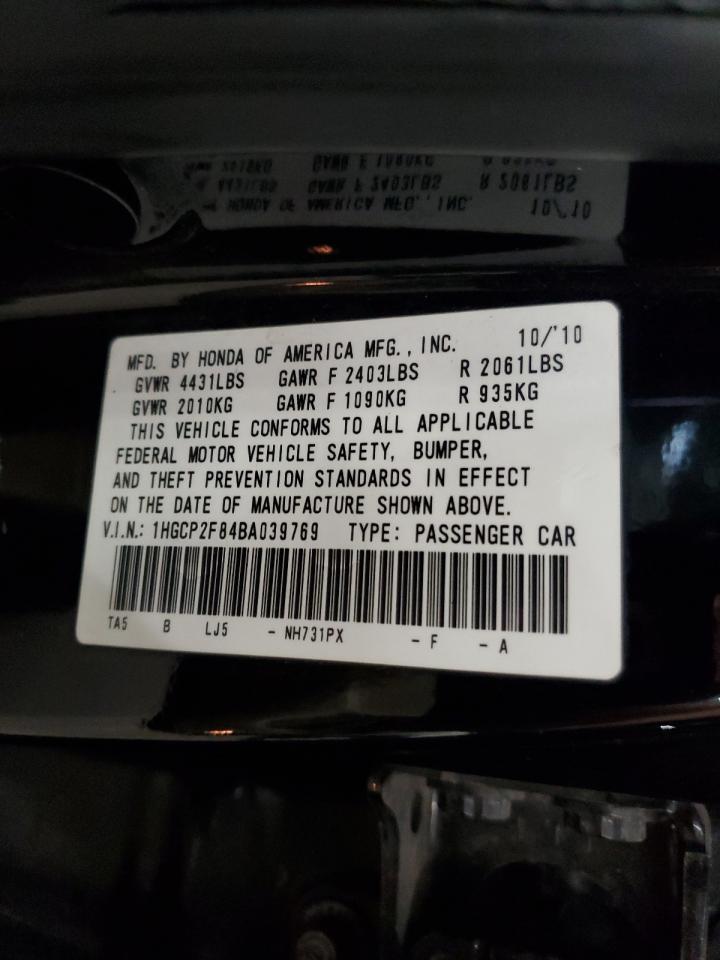 MFD. BY HONDA OF AMERICA MFG., INC. 10/'10
GVWR 4431LBS GAWR F 2403LBS R 2061LBS
GVWR 2010KG GAWR F 1090KG R 935KG
THIS VEHICLE CONFORMS TO ALL APPLICABLE
FEDERAL MOTOR VEHICLE SAFETY, BUMPER,
AND THEFT PREVENTION STANDARDS IN EFFECT
ON THE DATE OF MANUFACTURE SHOWN ABOVE.
V.I.N.: 1HGCP2F84BA039769 TYPE: PASSENGER CAR
TA5 B LJ5 - NH731PX - F - A